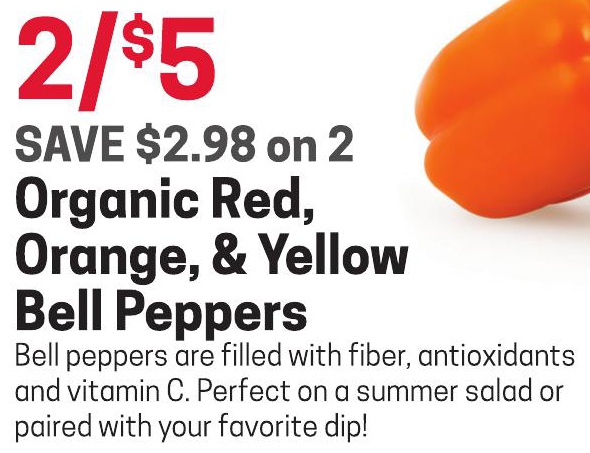 2/$5
SAVE $2.98 on 2
Organic Red,
Orange, & Yellow
Bell Peppers
Bell peppers are filled with fiber, antioxidants
and vitamin C. Perfect on a summer salad or
paired with your favorite dip!